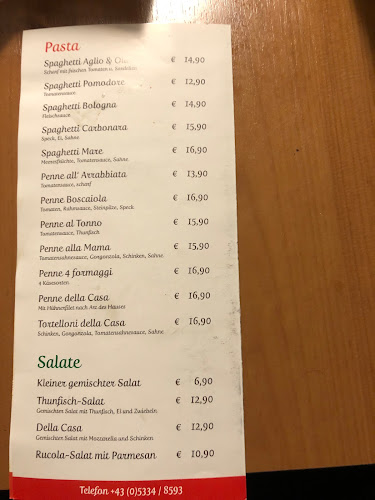 Pasta
Spaghetti Aglio & Olio € 14,90
Scharf mit frischen Tomaten u. Sardellen
Spaghetti Pomodore € 12,90
Tomatensauce
Spaghetti Bologna € 14,90
Fleischsauce
Spaghetti Carbonara € 15,90
Speck, Ei, Sahne
Spaghetti Mare € 16,90
Meeresfrüchte, Tomatensauce, Sahne
Penne all' Arrabbiata € 13,90
Tomatensauce, scharf
Penne Boscaiola € 16,90
Tomaten, Rahmsauce, Steinpilze, Speck
Penne al Tonno € 15,90
Tomatensauce, Thunfisch
Penne alla Mama € 15,90
Tomatensahnesauce, Gorgonzola, Schinken, Sahne
Penne 4 formaggi € 16,90
4 Käsesorten
Penne della Casa € 16,90
Mit Hühnerfilet nach Art des Hauses
Tortelloni della Casa € 16,90
Schinken, Gorgonzola, Tomatensahnesauce, Sahne
Salate
Kleiner gemischter Salat € 6,90
Thunfisch-Salat € 12,90
Gemischter Salat mit Thunfisch, Ei und Zwiebeln
Della Casa € 12,90
Gemischter Salat mit Mozzarella und Schinken
Rucola-Salat mit Parmesan € 10,90
Telefon +43 (0)5334 / 8593